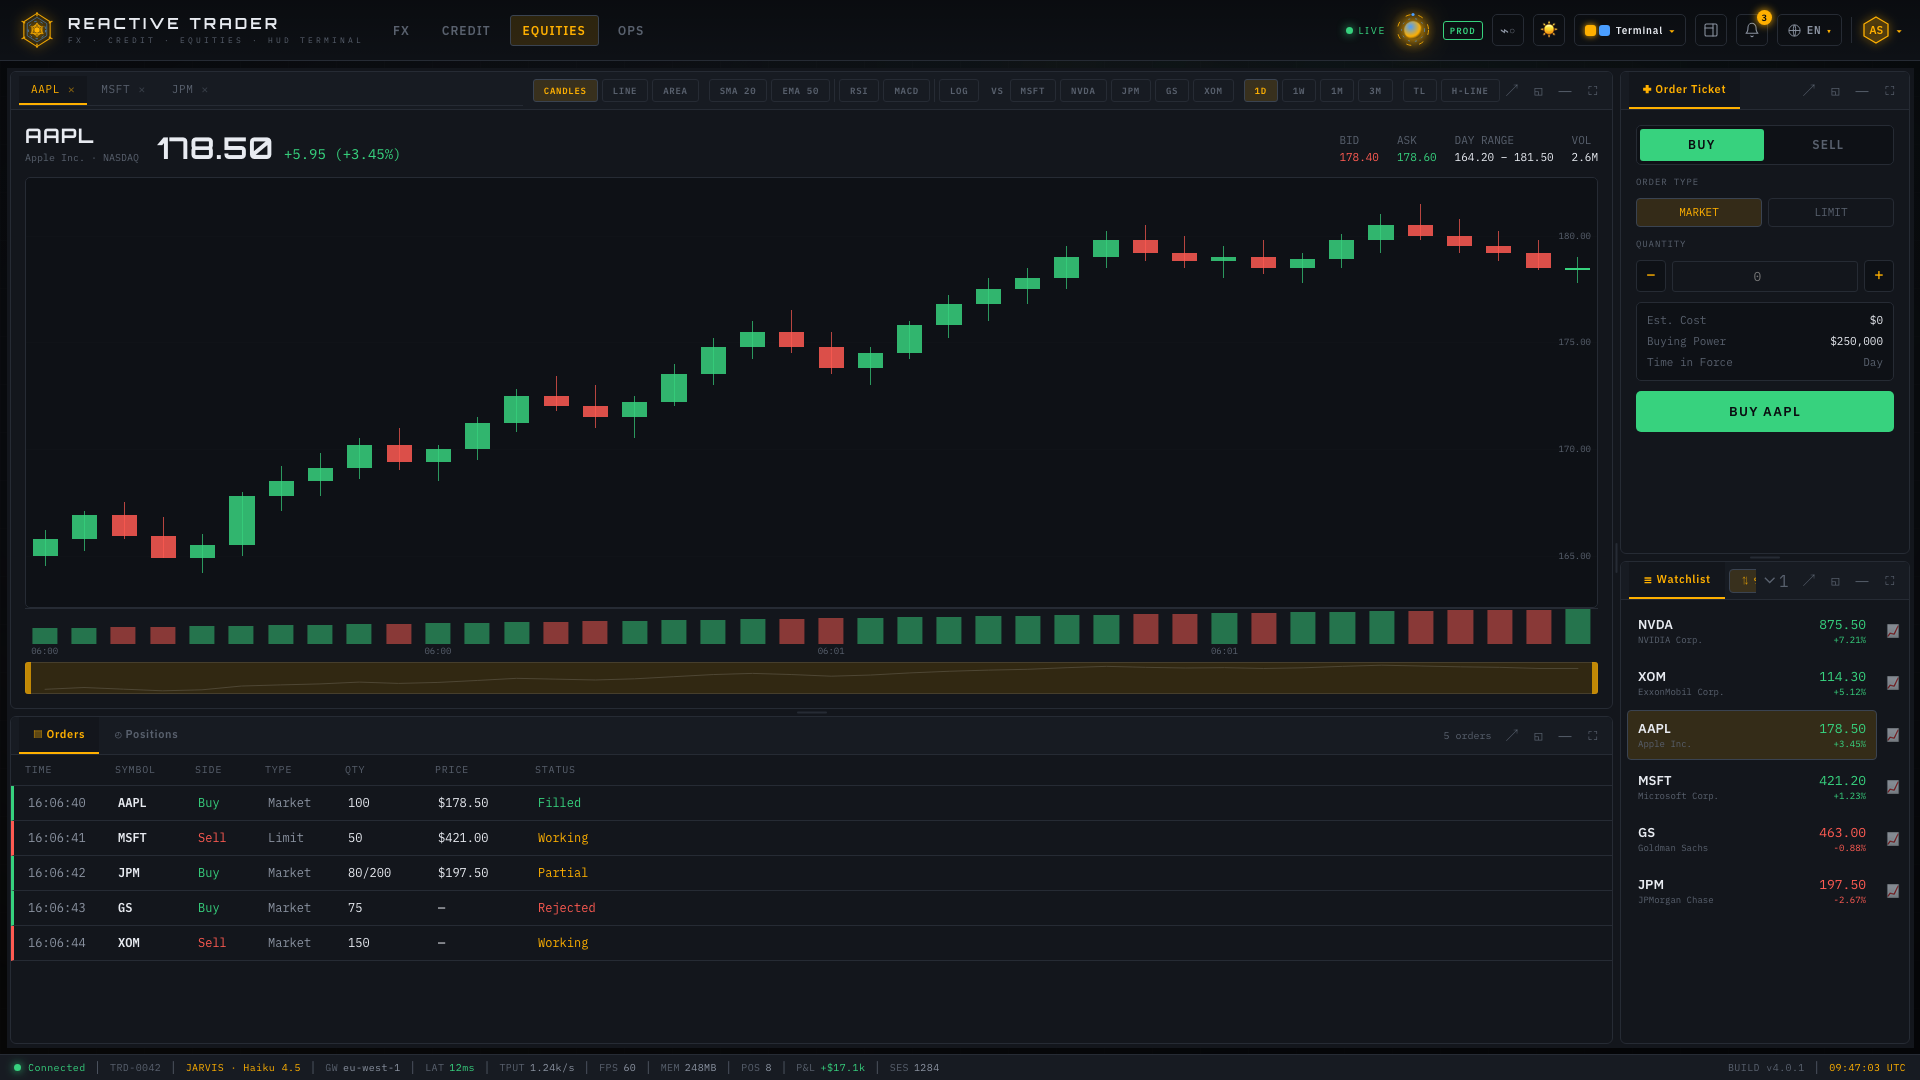 REACTIVE TRADER
FX · CREDIT · EQUITIES · HUD TERMINAL
FX CREDIT EQUITIES OPS
LIVE PROD Terminal 3 EN AS
AAPL × MSFT × JPM ×
CANDLES LINE AREA SMA 20 EMA 50 RSI MACD LOG VS MSFT NVDA JPM GS XOM 1D 1W 1M 3M TL H-LINE
AAPL
Apple Inc. · NASDAQ
178.50 +5.95 (+3.45%)
BID ASK DAY RANGE VOL
178.40 178.60 164.20 – 181.50 2.6M
180.00
175.00
170.00
165.00
06:00 06:00 06:01 06:01
Orders Positions 5 orders
TIME SYMBOL SIDE TYPE QTY PRICE STATUS
16:06:40 AAPL Buy Market 100 $178.50 Filled
16:06:41 MSFT Sell Limit 50 $421.00 Working
16:06:42 JPM Buy Market 80/200 $197.50 Partial
16:06:43 GS Buy Market 75 — Rejected
16:06:44 XOM Sell Market 150 — Working
Order Ticket
BUY SELL
ORDER TYPE
MARKET LIMIT
QUANTITY
− 0 +
Est. Cost $0
Buying Power $250,000
Time in Force Day
BUY AAPL
Watchlist 1
NVDA 875.50
NVIDIA Corp. +7.21%
XOM 114.30
ExxonMobil Corp. +5.12%
AAPL 178.50
Apple Inc. +3.45%
MSFT 421.20
Microsoft Corp. +1.23%
GS 463.00
Goldman Sachs -0.88%
JPM 197.50
JPMorgan Chase -2.67%
Connected TRD-0042 JARVIS · Haiku 4.5 GW eu-west-1 LAT 12ms TPUT 1.24k/s FPS 60 MEM 248MB POS 8 P&L +$17.1k SES 1284 BUILD v4.0.1 09:47:03 UTC